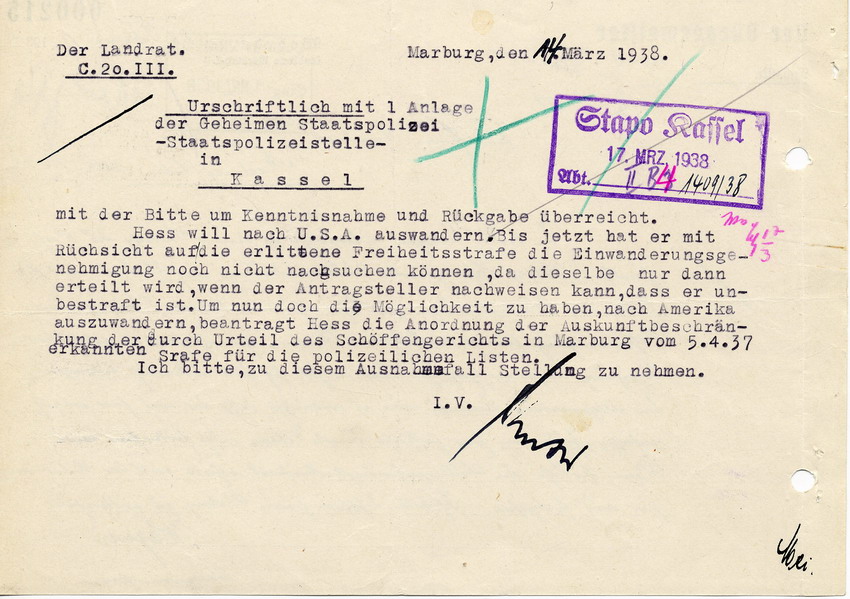 Der Landrat.
C.20.III.
Marburg,den 14.März 1938.
Urschriftlich mit 1 Anlage
der Geheimen Staatspolizei
-Staatspolizeistelle-
in
Kassel
Stapo Kassel
17. MRZ. 1938
Abt. II B4 1409/38
mit der Bitte um Kenntnisnahme und Rückgabe überreicht.
Hess will nach U.S.A. auswandern.Bis jetzt hat er mit
Rücksicht auf die erlittene Freiheitsstrafe die Einwanderungsge-
nehmigung noch nicht nachsuchen können ,da dieselbe nur dann
erteilt wird,wenn der Antragsteller nachweisen kann,dass er un-
bestraft ist.Um nun doch die Möglichkeit zu haben,nach Amerika
auszuwandern,beantragt Hess die Anordnung der Auskunftbeschrän-
kung der durch Urteil des Schöffengerichts in Marburg vom 5.4.37
erkannten Srafe für die polizeilichen Listen.
Ich bitte,zu diesem Ausnahmefall Stellung zu nehmen.
I.V.